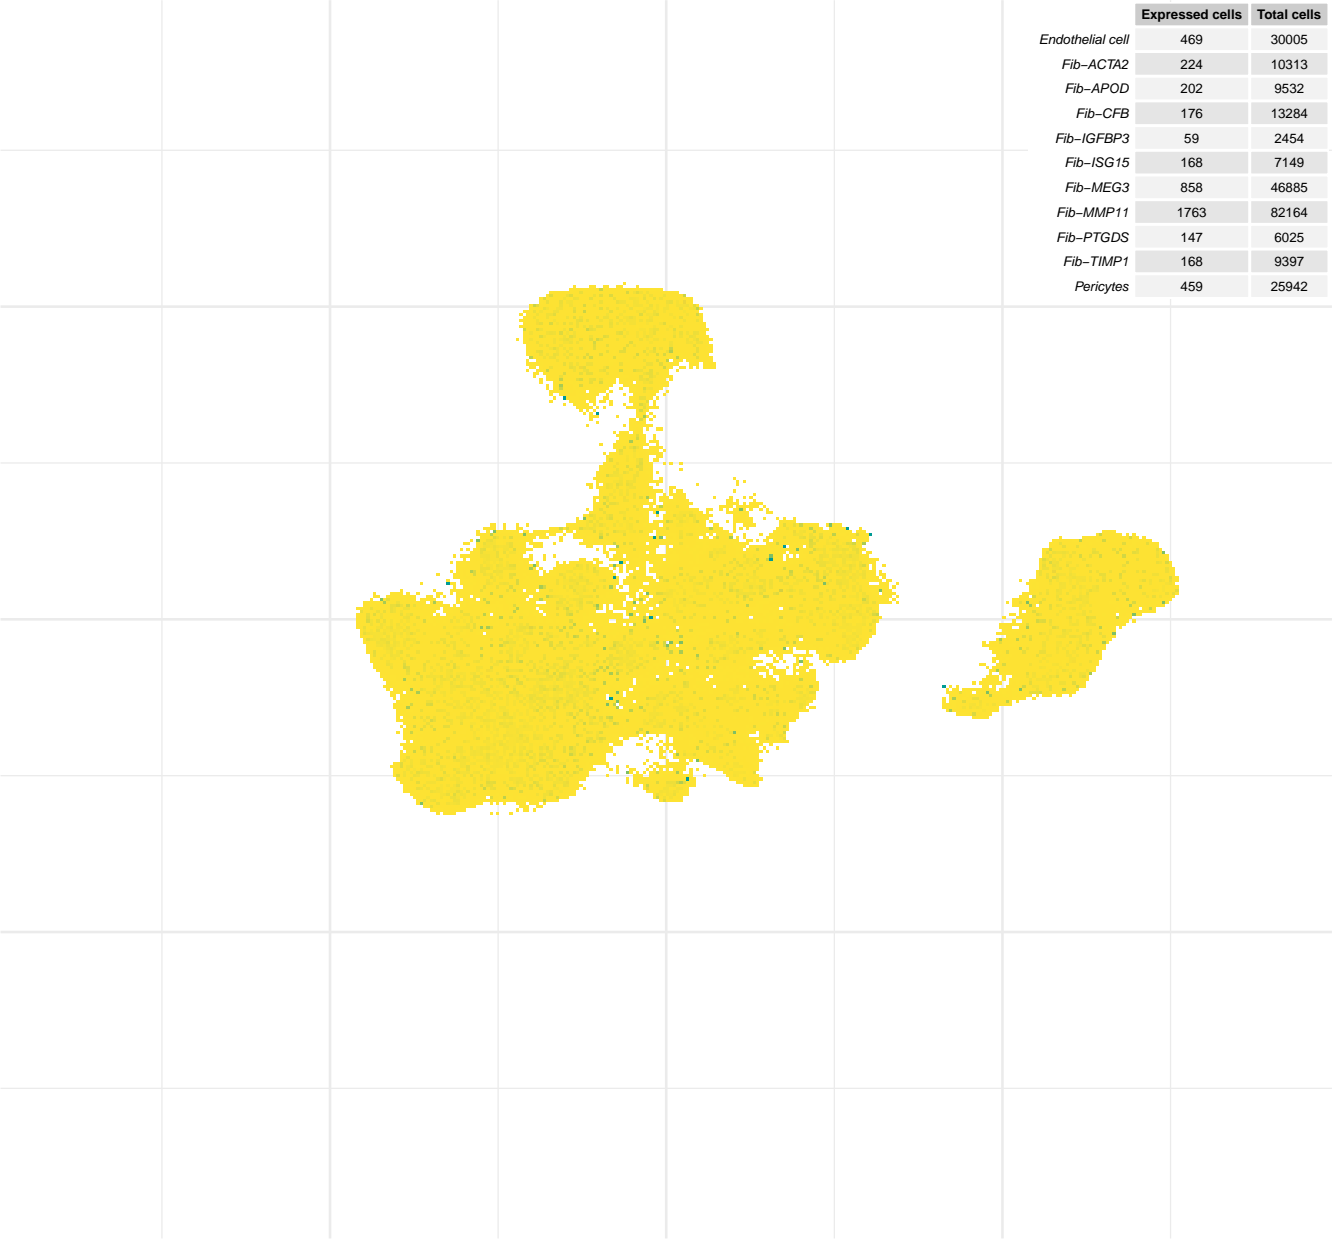 Expressed cells Total cells
Endothelial cell 469 30005
Fib−ACTA2 224 10313
Fib−APOD 202 9532
Fib−CFB 176 13284
Fib−IGFBP3 59 2454
Fib−ISG15 168 7149
Fib−MEG3 858 46885
Fib−MMP11 1763 82164
Fib−PTGDS 147 6025
Fib−TIMP1 168 9397
Pericytes 459 25942